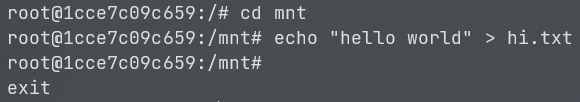 root@1cce7c09c659:/# cd mnt
root@1cce7c09c659:/mnt# echo "hello world" > hi.txt
root@1cce7c09c659:/mnt#
exit